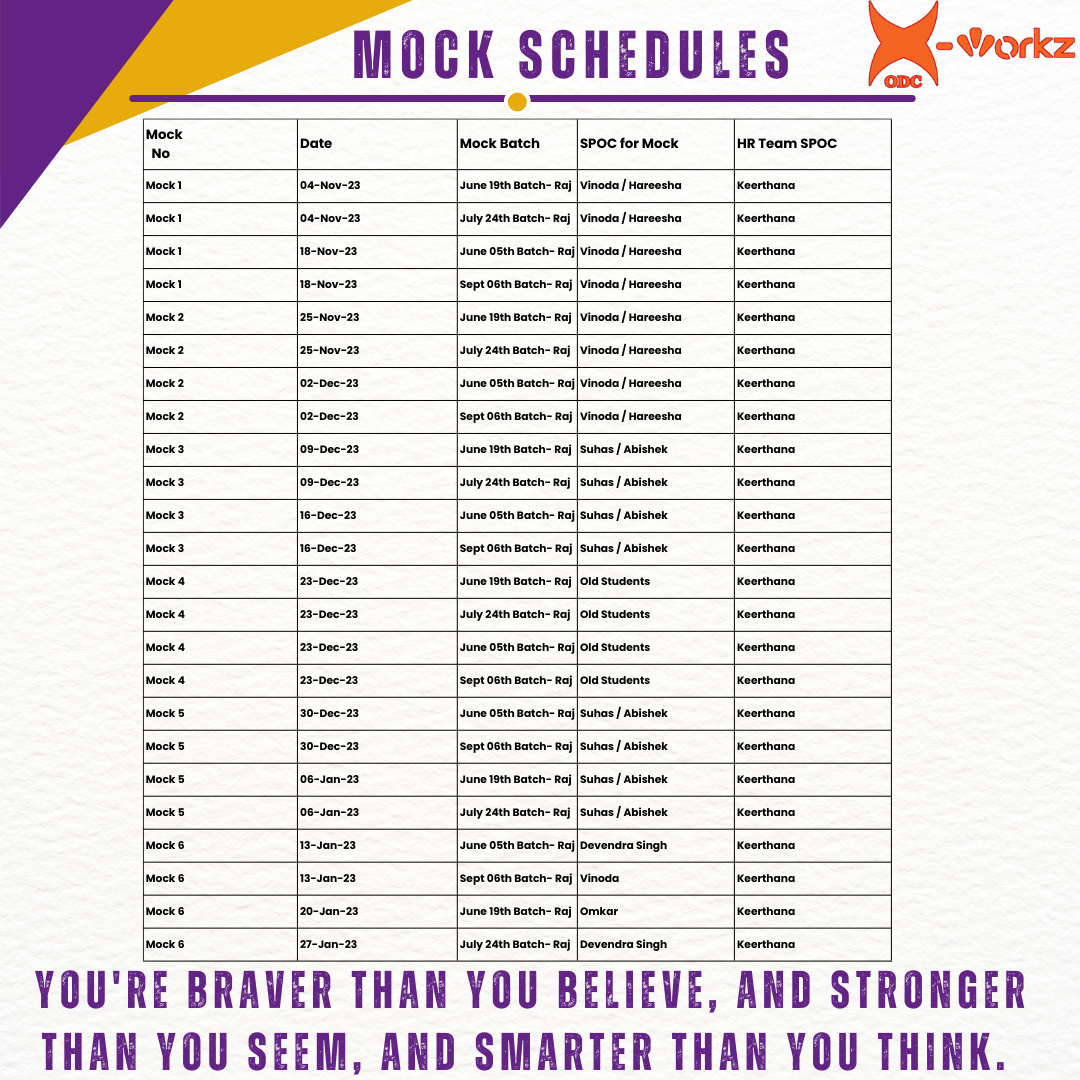 MOCK SCHEDULES
X-Workz
ODC
Mock No Date Mock Batch SPOC for Mock HR Team SPOC
Mock 1 04-Nov-23 June 19th Batch- Raj Vinoda / Hareesha Keerthana
Mock 1 04-Nov-23 July 24th Batch- Raj Vinoda / Hareesha Keerthana
Mock 1 18-Nov-23 June 05th Batch- Raj Vinoda / Hareesha Keerthana
Mock 1 18-Nov-23 Sept 06th Batch- Raj Vinoda / Hareesha Keerthana
Mock 2 25-Nov-23 June 19th Batch- Raj Vinoda / Hareesha Keerthana
Mock 2 25-Nov-23 July 24th Batch- Raj Vinoda / Hareesha Keerthana
Mock 2 02-Dec-23 June 05th Batch- Raj Vinoda / Hareesha Keerthana
Mock 2 02-Dec-23 Sept 06th Batch- Raj Vinoda / Hareesha Keerthana
Mock 3 09-Dec-23 June 19th Batch- Raj Suhas / Abishek Keerthana
Mock 3 09-Dec-23 July 24th Batch- Raj Suhas / Abishek Keerthana
Mock 3 16-Dec-23 June 05th Batch- Raj Suhas / Abishek Keerthana
Mock 3 16-Dec-23 Sept 06th Batch- Raj Suhas / Abishek Keerthana
Mock 4 23-Dec-23 June 19th Batch- Raj Old Students Keerthana
Mock 4 23-Dec-23 July 24th Batch- Raj Old Students Keerthana
Mock 4 23-Dec-23 June 05th Batch- Raj Old Students Keerthana
Mock 4 23-Dec-23 Sept 06th Batch- Raj Old Students Keerthana
Mock 5 30-Dec-23 June 05th Batch- Raj Suhas / Abishek Keerthana
Mock 5 30-Dec-23 Sept 06th Batch- Raj Suhas / Abishek Keerthana
Mock 5 06-Jan-23 June 19th Batch- Raj Suhas / Abishek Keerthana
Mock 5 06-Jan-23 July 24th Batch- Raj Suhas / Abishek Keerthana
Mock 6 13-Jan-23 June 05th Batch- Raj Devendra Singh Keerthana
Mock 6 13-Jan-23 Sept 06th Batch- Raj Vinoda Keerthana
Mock 6 20-Jan-23 June 19th Batch- Raj Omkar Keerthana
Mock 6 27-Jan-23 July 24th Batch- Raj Devendra Singh Keerthana
YOU'RE BRAVER THAN YOU BELIEVE, AND STRONGER
THAN YOU SEEM, AND SMARTER THAN YOU THINK.